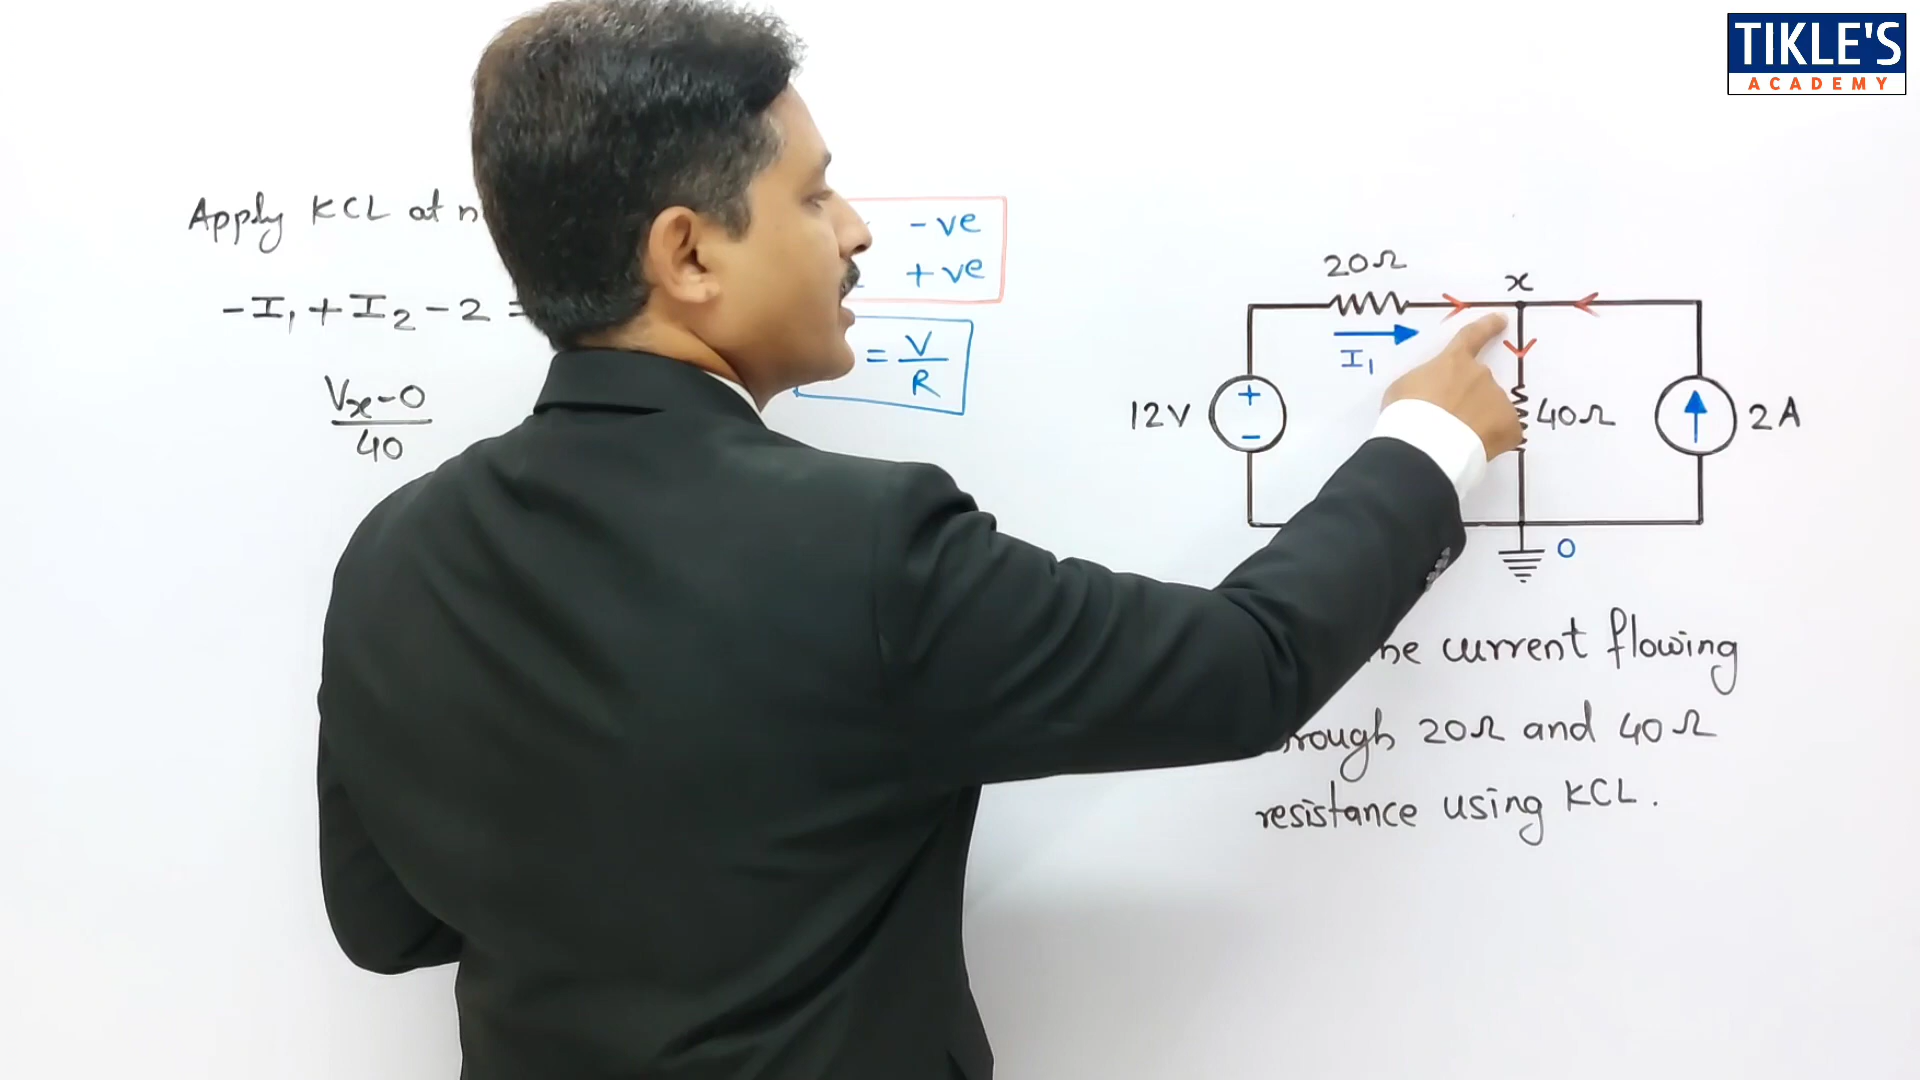 TIKLE'S
ACADEMY
Apply KCL at
-I₁ + I₂ - 2 =
Vx-0
40
-ve
+ve
= V
R
20Ω
x
I₁
12V
+
-
40Ω
2A
0
current flowing
20Ω and 40Ω
resistance using KCL.